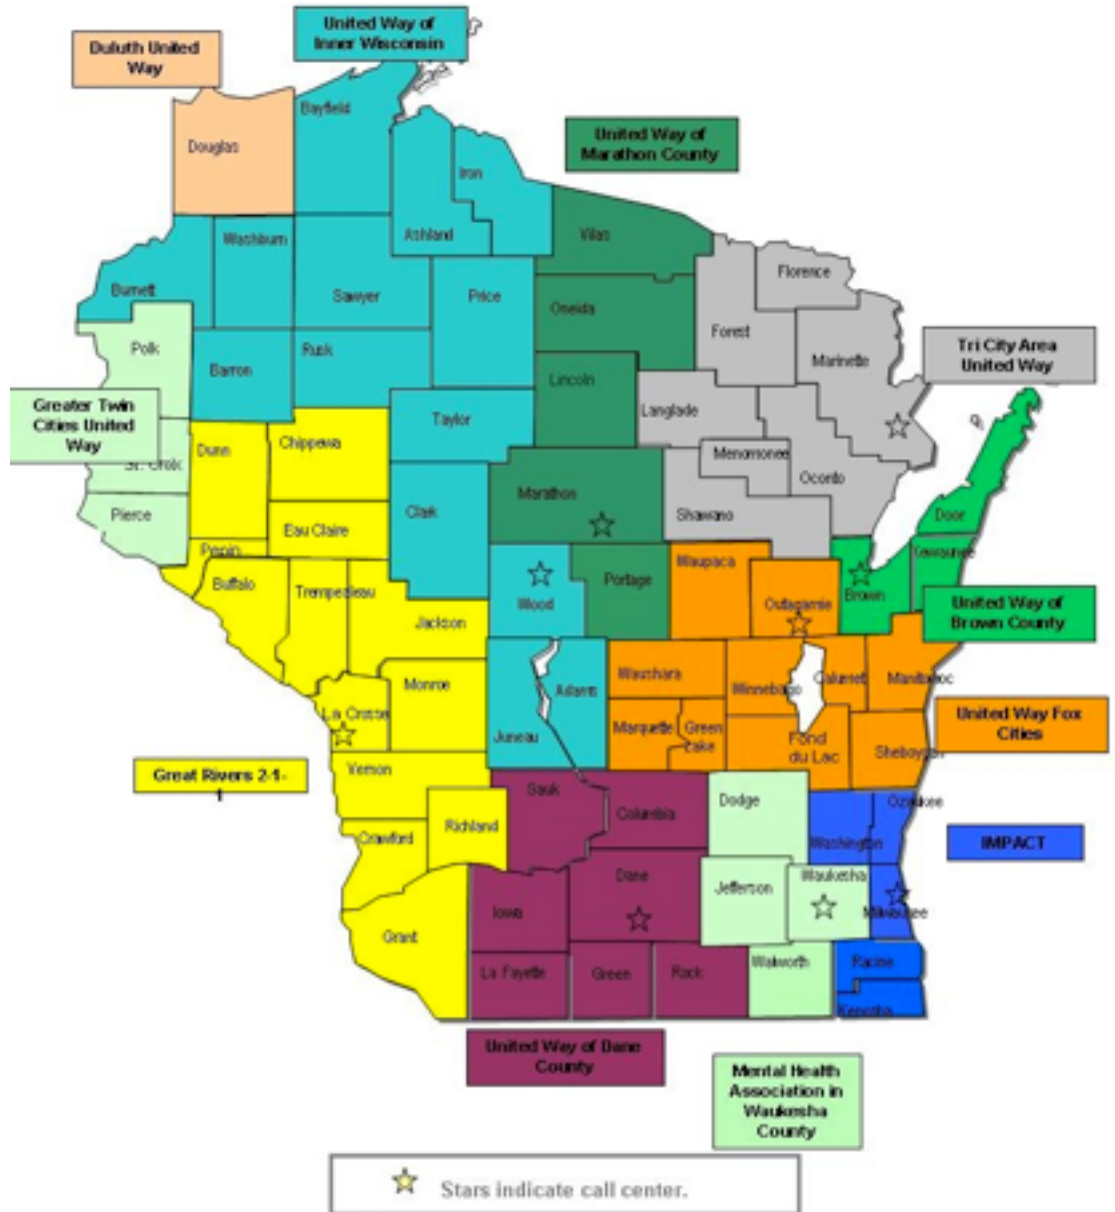 United Way of
Inner Wisconsin
Duluth United
Way
Bayfield
United Way of
Marathon County
Douglas
Iron
Ashland
Vilas
Washburn
Florence
Burnett
Sawyer
Price
Oneida
Forest
Polk
Rusk
Barron
Marinette
Tri City Area
United Way
Lincoln
Greater Twin
Cities United
Way
Taylor
Langlade
Dunn
Chippewa
Menomonee
St. Croix
Oconto
Marathon
Pierce
Clark
Shawano
Door
Eau Claire
Pepin
Kewaunee
Buffalo
Trempealeau
Waupaca
Portage
Wood
Outagamie
Brown
United Way of
Brown County
Jackson
Waushara
Calumet
Manitowoc
Monroe
Adams
Winnebago
La Crosse
Marquette
Green
Lake
United Way Fox
Cities
Juneau
Fond
du Lac
Sheboygan
Vernon
Great Rivers 2-1-
1
Sauk
Dodge
Ozaukee
Columbia
Richland
Crawford
Washington
IMPACT
Dane
Waukesha
Jefferson
Iowa
Milwaukee
Grant
La Fayette
Green
Rock
Walworth
Racine
Kenosha
United Way of Dane
County
Mental Health
Association in
Waukesha
County
Stars indicate call center.